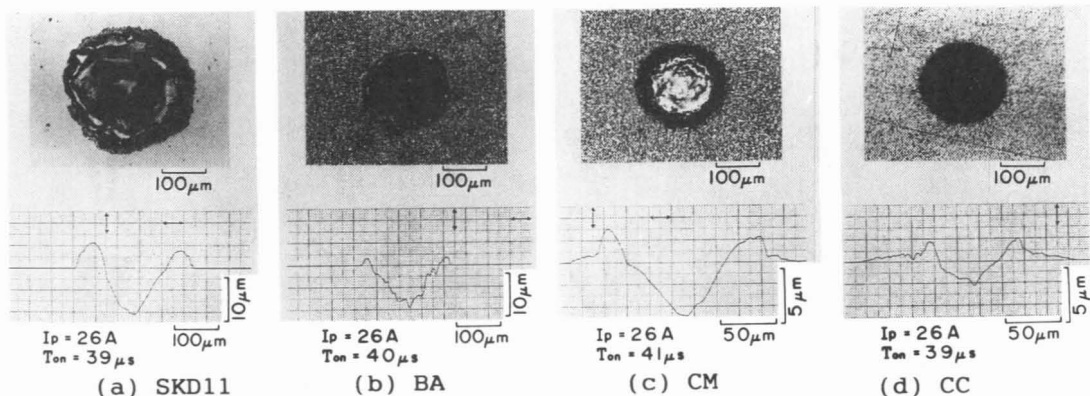 100μm
100μm
100μm
100μm
10μm
10μm
5μm
5μm
100μm
100μm
50μm
50μm
Ip = 26A
Ton = 39μs
Ip = 26A
Ton = 40μs
Ip = 26A
Ton = 41μs
Ip = 26A
Ton = 39μs
(a) SKD11
(b) BA
(c) CM
(d) CC